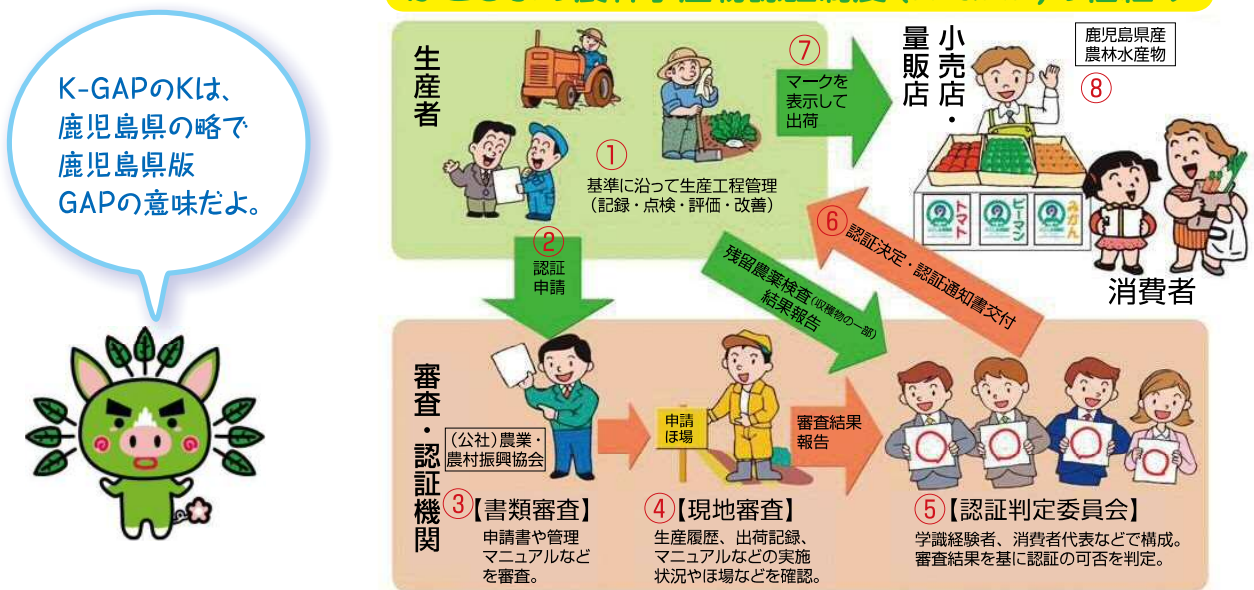 K-GAPのKは、
鹿児島県の略で
鹿児島県版
GAPの意味だよ。
生産者
①
基準に沿って生産工程管理
（記録・点検・評価・改善）
②
認証
申請
⑦
マークを
表示して
出荷
小売店・
量販店
鹿児島県産
農林水産物
⑧
トマト
ピーマン
みかん
消費者
⑥
認証決定・認証通知書交付
残留農薬検査（収穫物の一部）
結果報告
審査・認証機関
（公社）農業・
農村振興協会
③【書類審査】
申請書や管理
マニュアルなど
を審査。
申請
ほ場
④【現地審査】
生産履歴、出荷記録、
マニュアルなどの実施
状況やほ場などを確認。
審査結果
報告
⑤【認証判定委員会】
学識経験者、消費者代表などで構成。
審査結果を基に認証の可否を判定。